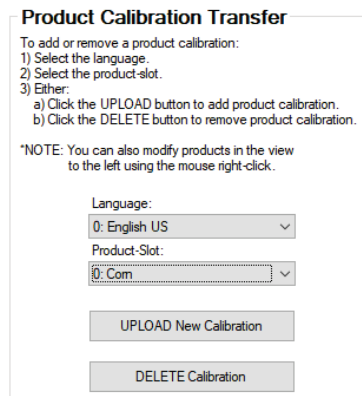 Product Calibration Transfer
To add or remove a product calibration:
1) Select the language.
2) Select the product-slot.
3) Either:
a) Click the UPLOAD button to add product calibration.
b) Click the DELETE button to remove product calibration.
*NOTE: You can also modify products in the view
to the left using the mouse right-click.
Language:
0: English US
Product-Slot:
0: Corn
UPLOAD New Calibration
DELETE Calibration